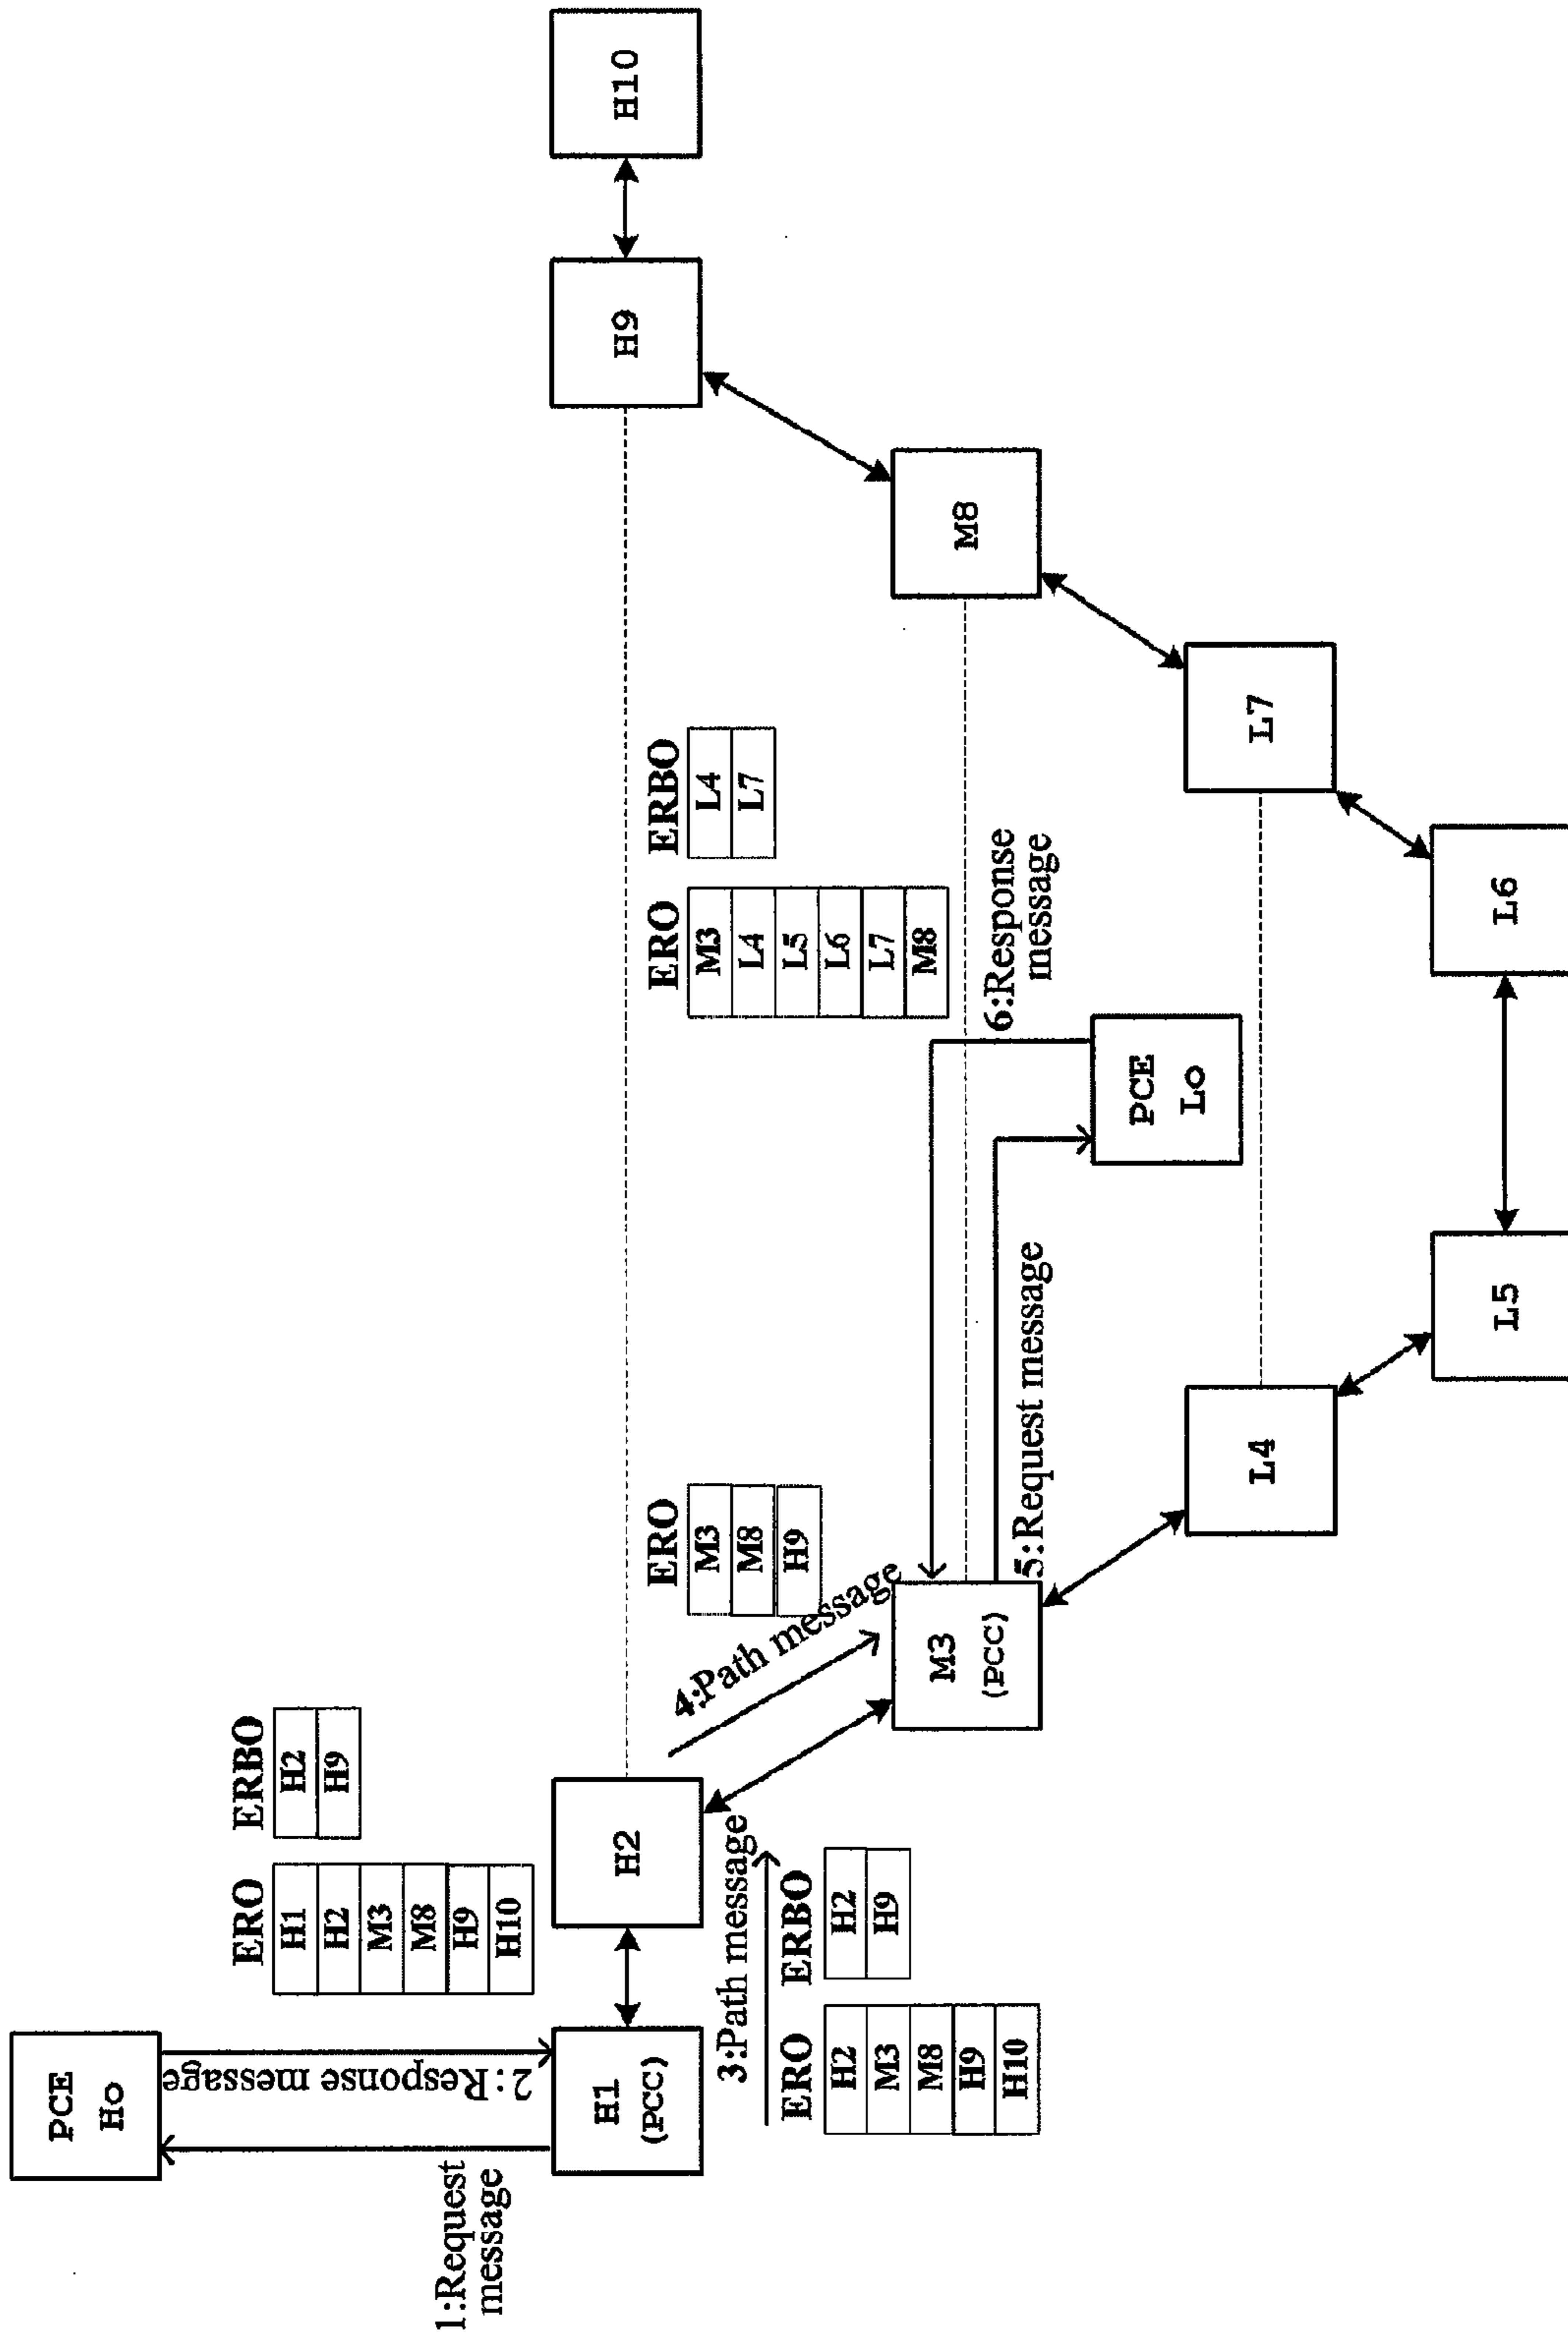 PCE
Ho
1:Request
message
2:Response message
ERO
H1
H2
M3
M8
H9
H10
ERBO
H2
H9
H1
(PCC)
H2
H9
H10
3:Path message
ERO
H2
M3
M8
H9
H10
ERBO
H2
H9
4:Path message
ERO
M3
M8
H9
ERO
M3
L4
L5
L6
L7
M8
ERBO
L4
L7
M3
(PCC)
M8
5:Request message
6:Response
message
PCE
Lo
L4
L7
L5
L6